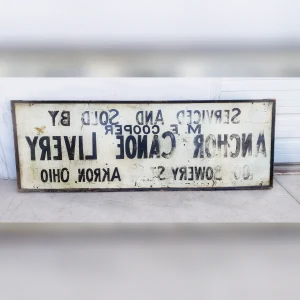 SERVICED AND SOLD BY
M.F. COOPER
ANCHOR CANOE LIVERY
BOWERY ST. AKRON, OHIO